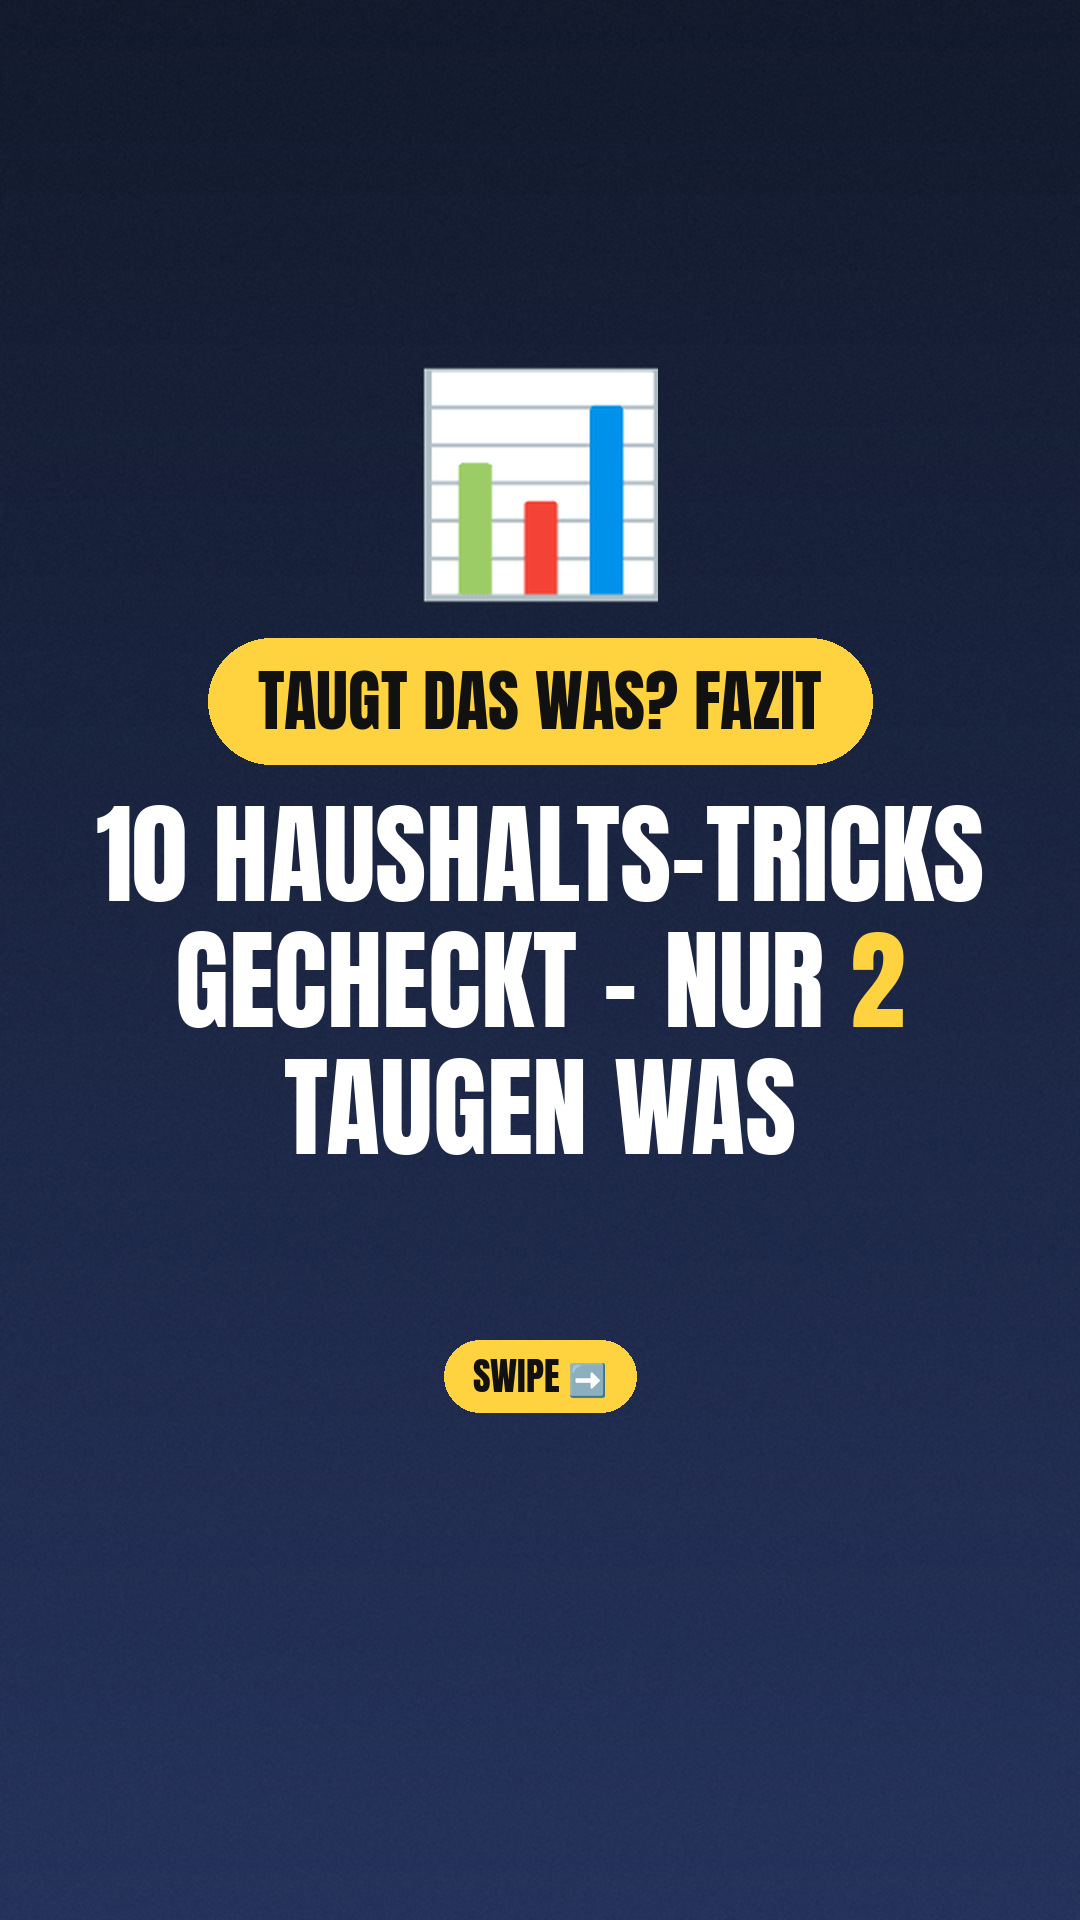 TAUGT DAS WAS? FAZIT
10 HAUSHALTS-TRICKS
GECHECKT - NUR 2
TAUGEN WAS
SWIPE ➡️